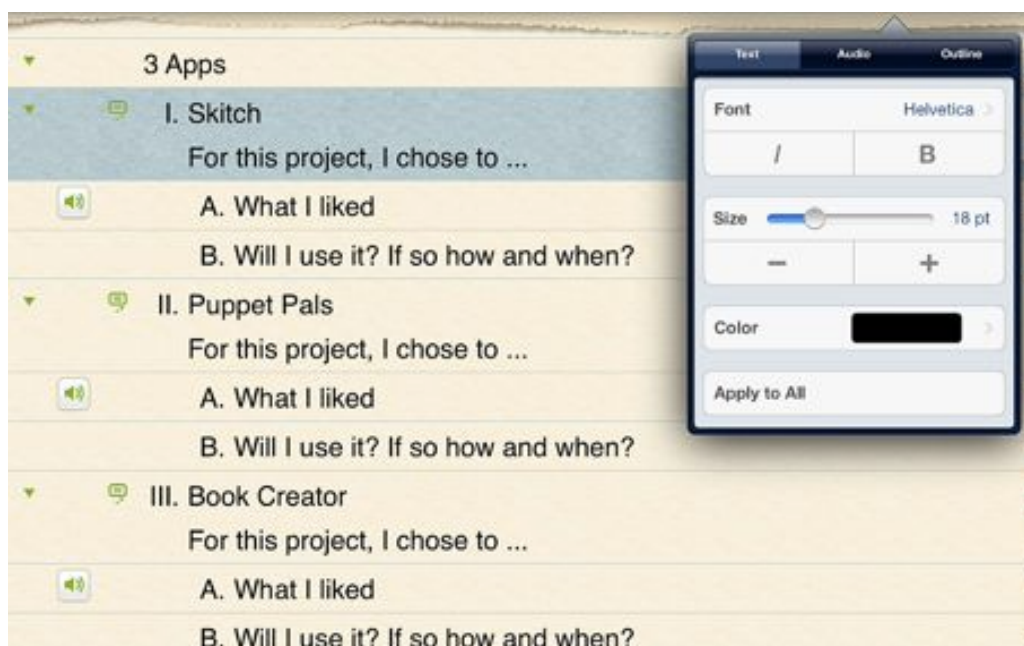 3 Apps
I. Skitch
For this project, I chose to ...
A. What I liked
B. Will I use it? If so how and when?
II. Puppet Pals
For this project, I chose to ...
A. What I liked
B. Will I use it? If so how and when?
III. Book Creator
For this project, I chose to ...
A. What I liked
B. Will I use it? If so how and when?
Text Audio Outline
Font Helvetica
I B
Size 18 pt
− +
Color
Apply to All